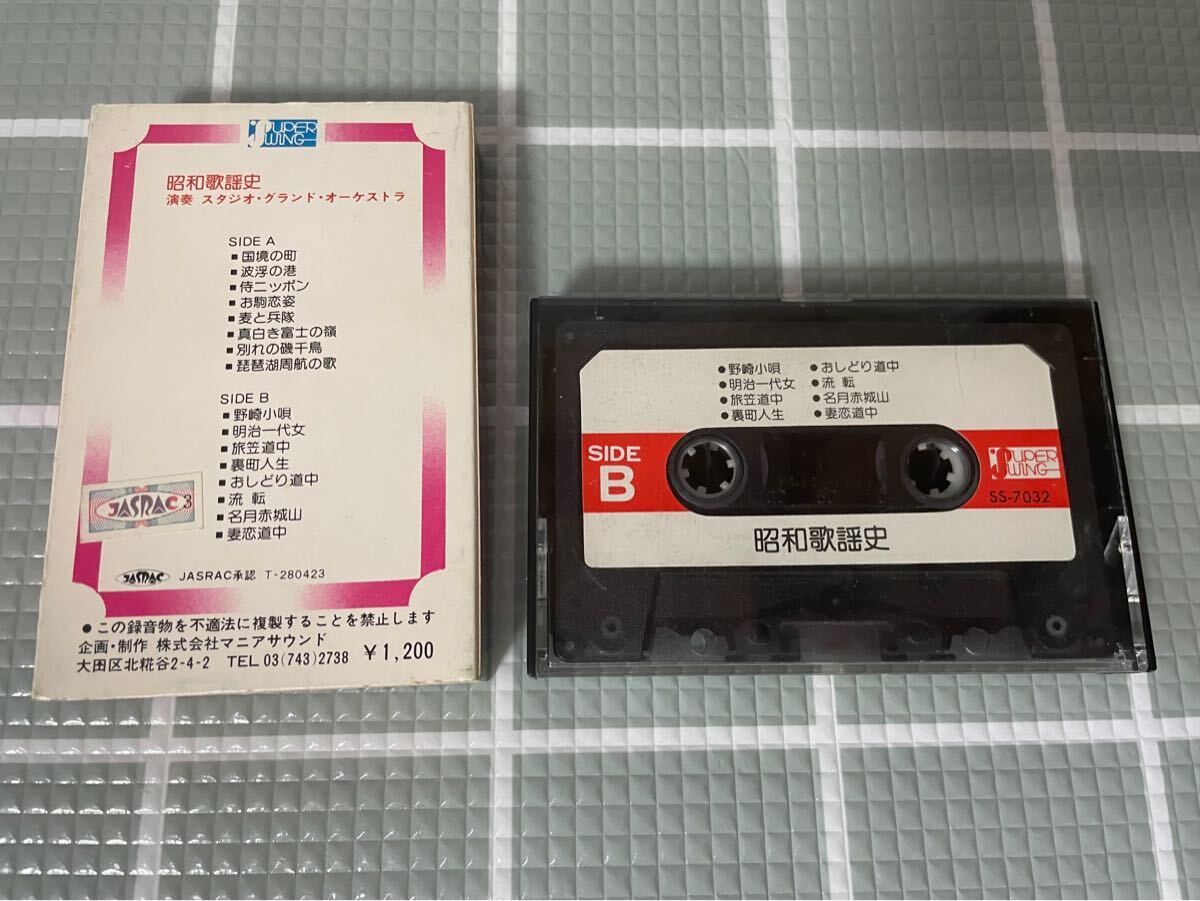 SUPER
SWING
昭和歌謡史
演奏 スタジオ・グランド・オーケストラ
SIDE A
■国境の町
■波浮の港
■侍ニッポン
■お駒恋姿
■麦と兵隊
■真白き富士の嶺
■別れの磯千鳥
■琵琶湖周航の歌
SIDE B
■野崎小唄
■明治一代女
■旅笠道中
■裏町人生
■おしどり道中
■流 転
■名月赤城山
■妻恋道中
JASRAC 3
JASRAC JASRAC承認 T-280423
●この録音物を不適法に複製することを禁止します
企画・制作 株式会社マニアサウンド
大田区北糀谷2-4-2 TEL 03(743)2738 ¥1,200
●野崎小唄 ●おしどり道中
●明治一代女 ●流 転
●旅笠道中 ●名月赤城山
●裏町人生 ●妻恋道中
SIDE
B
SUPER
SWING
SS-7032
昭和歌謡史